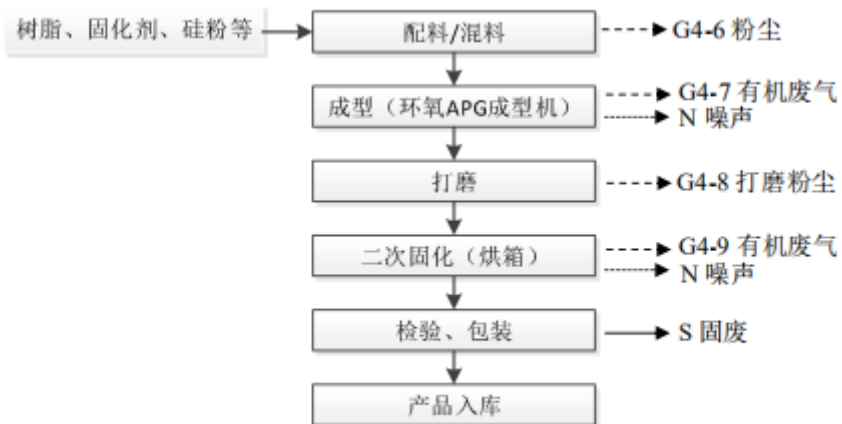 树脂、固化剂、硅粉等
配料/混料
G4-6 粉尘
成型（环氧APG成型机）
G4-7 有机废气
N 噪声
打磨
G4-8 打磨粉尘
二次固化（烘箱）
G4-9 有机废气
N 噪声
检验、包装
S 固废
产品入库